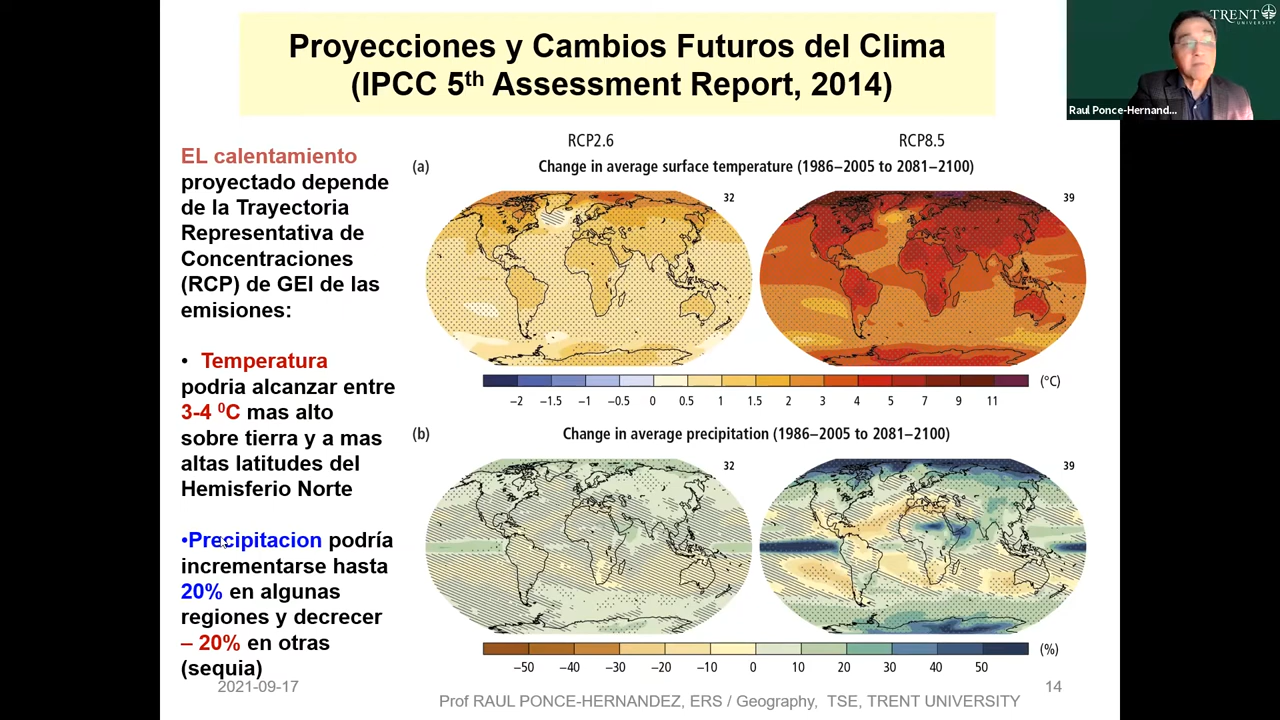 Proyecciones y Cambios Futuros del Clima
(IPCC 5th Assessment Report, 2014)
TRENT
UNIVERSITY
Raul Ponce-Hernand...
EL calentamiento
proyectado depende
de la Trayectoria
Representativa de
Concentraciones
(RCP) de GEI de las
emisiones:
• Temperatura
podria alcanzar entre
3-4 ⁰C mas alto
sobre tierra y a mas
altas latitudes del
Hemisferio Norte
•Precipitacion podría
incrementarse hasta
20% en algunas
regiones y decrecer
– 20% en otras
(sequia)
RCP2.6 RCP8.5
(a) Change in average surface temperature (1986–2005 to 2081–2100)
32 39
(°C)
−2 −1.5 −1 −0.5 0 0.5 1 1.5 2 3 4 5 7 9 11
(b) Change in average precipitation (1986–2005 to 2081–2100)
32 39
(%)
−50 −40 −30 −20 −10 0 10 20 30 40 50
2021-09-17
Prof RAUL PONCE-HERNANDEZ, ERS / Geography, TSE, TRENT UNIVERSITY
14